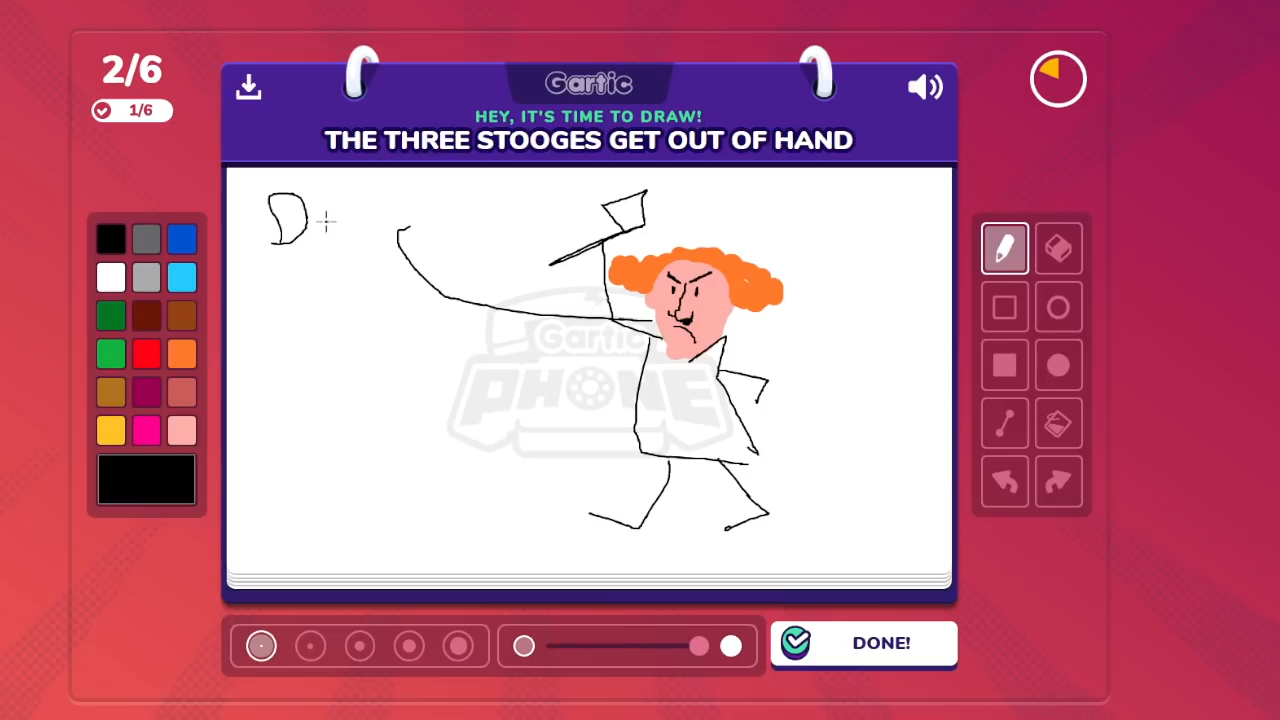 2/6
1/6
Gartic
HEY, IT'S TIME TO DRAW!
THE THREE STOOGES GET OUT OF HAND
D
Gartic
PHONE
DONE!